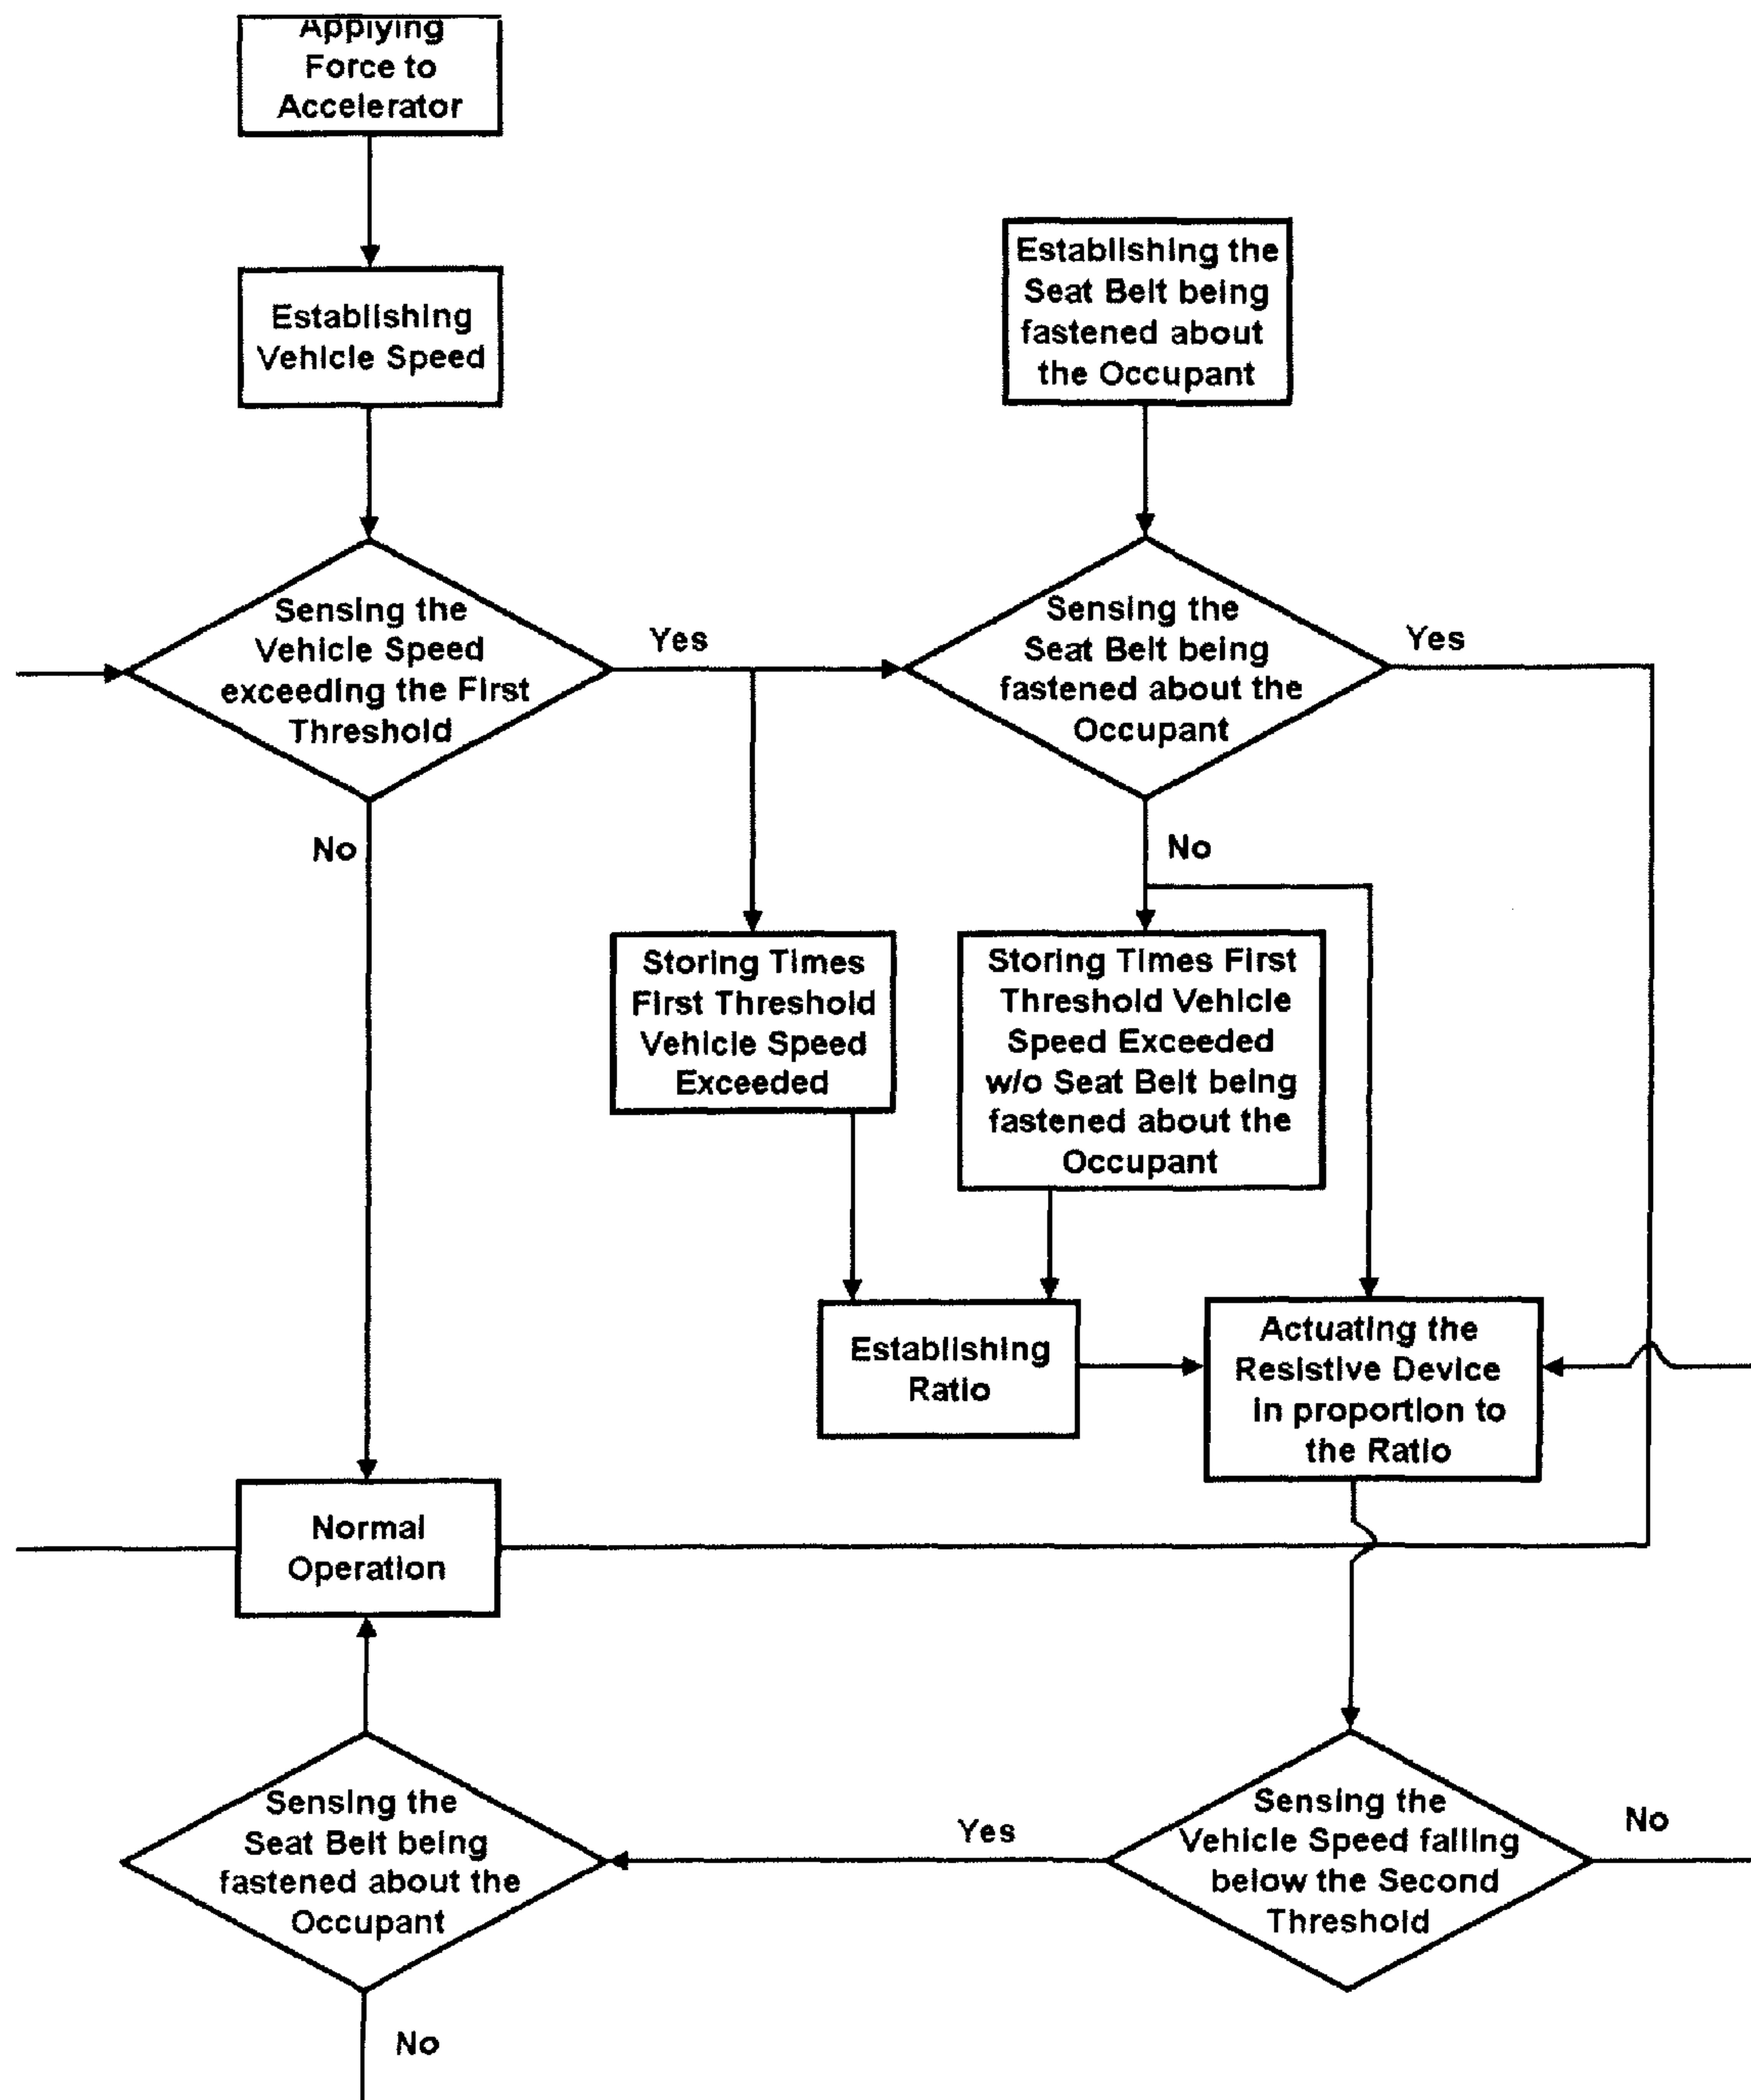 Applying
Force to
Accelerator
Establishing
Vehicle Speed
Establishing the
Seat Belt being
fastened about
the Occupant
Sensing the
Vehicle Speed
exceeding the First
Threshold
Yes
Sensing the
Seat Belt being
fastened about the
Occupant
Yes
No
No
Storing Times
First Threshold
Vehicle Speed
Exceeded
Storing Times First
Threshold Vehicle
Speed Exceeded
w/o Seat Belt being
fastened about the
Occupant
Establishing
Ratio
Actuating the
Resistive Device
in proportion to
the Ratio
Normal
Operation
Sensing the
Seat Belt being
fastened about the
Occupant
Yes
Sensing the
Vehicle Speed falling
below the Second
Threshold
No
No